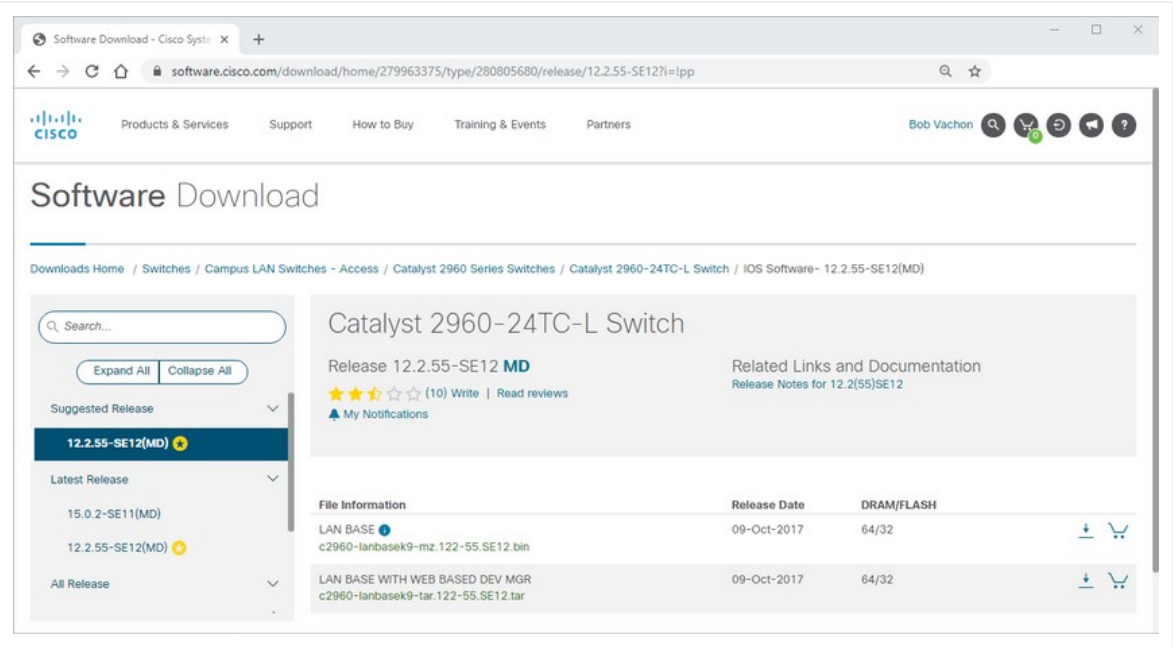 Software Download - Cisco Syste
software.cisco.com/download/home/279963375/type/280805680/release/12.2.55-SE12?i=!pp
CISCO
Products & Services Support How to Buy Training & Events Partners
Bob Vachon
0
?
Software Download
Downloads Home / Switches / Campus LAN Switches - Access / Catalyst 2960 Series Switches / Catalyst 2960-24TC-L Switch / IOS Software- 12.2.55-SE12(MD)
Search...
Expand All Collapse All
Suggested Release
12.2.55-SE12(MD)
Latest Release
15.0.2-SE11(MD)
12.2.55-SE12(MD)
All Release
Catalyst 2960-24TC-L Switch
Release 12.2.55-SE12 MD
(10) Write | Read reviews
My Notifications
Related Links and Documentation
Release Notes for 12.2(55)SE12
File Information Release Date DRAM/FLASH
LAN BASE 09-Oct-2017 64/32
c2960-lanbasek9-mz.122-55.SE12.bin
LAN BASE WITH WEB BASED DEV MGR 09-Oct-2017 64/32
c2960-lanbasek9-tar.122-55.SE12.tar